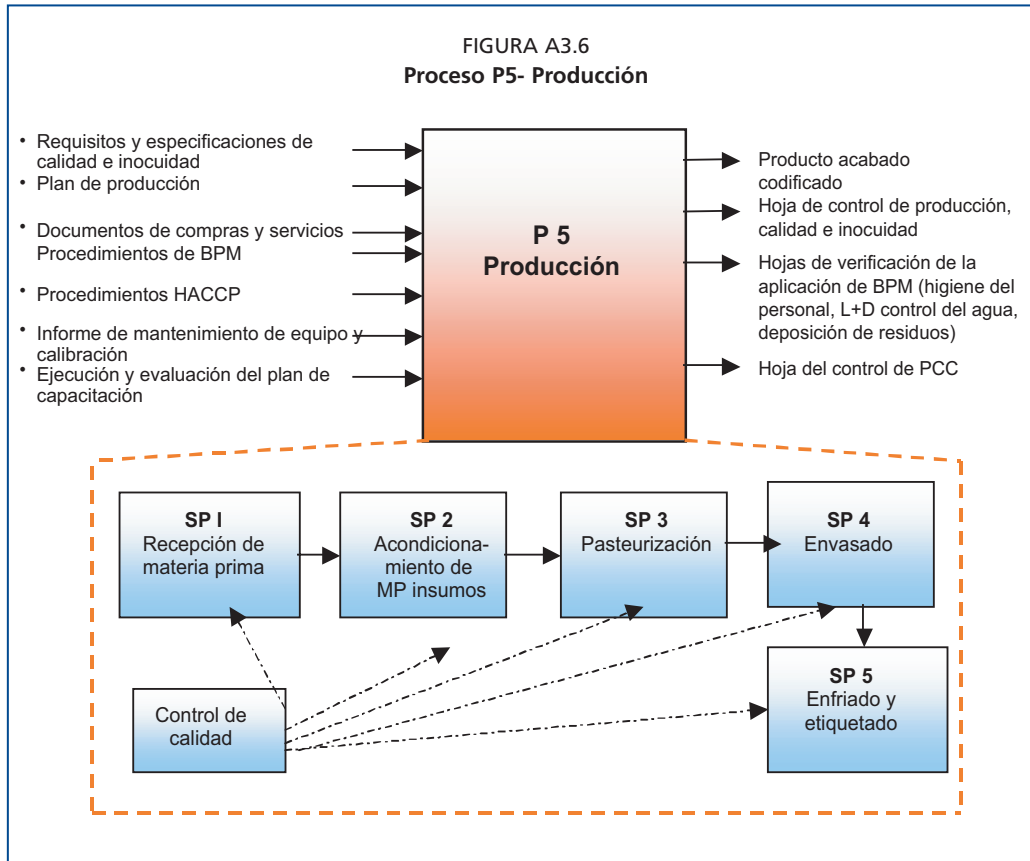 FIGURA A3.6
Proceso P5- Producción
• Requisitos y especificaciones de
calidad e inocuidad
• Plan de producción
• Documentos de compras y servicios
Procedimientos de BPM
• Procedimientos HACCP
• Informe de mantenimiento de equipo y
calibración
• Ejecución y evaluación del plan de
capacitación
P 5
Producción
Producto acabado
codificado
Hoja de control de producción,
calidad e inocuidad
Hojas de verificación de la
aplicación de BPM (higiene del
personal, L+D control del agua,
deposición de residuos)
Hoja del control de PCC
SP I
Recepción de
materia prima
SP 2
Acondiciona-
miento de
MP insumos
SP 3
Pasteurización
SP 4
Envasado
SP 5
Enfriado y
etiquetado
Control de
calidad